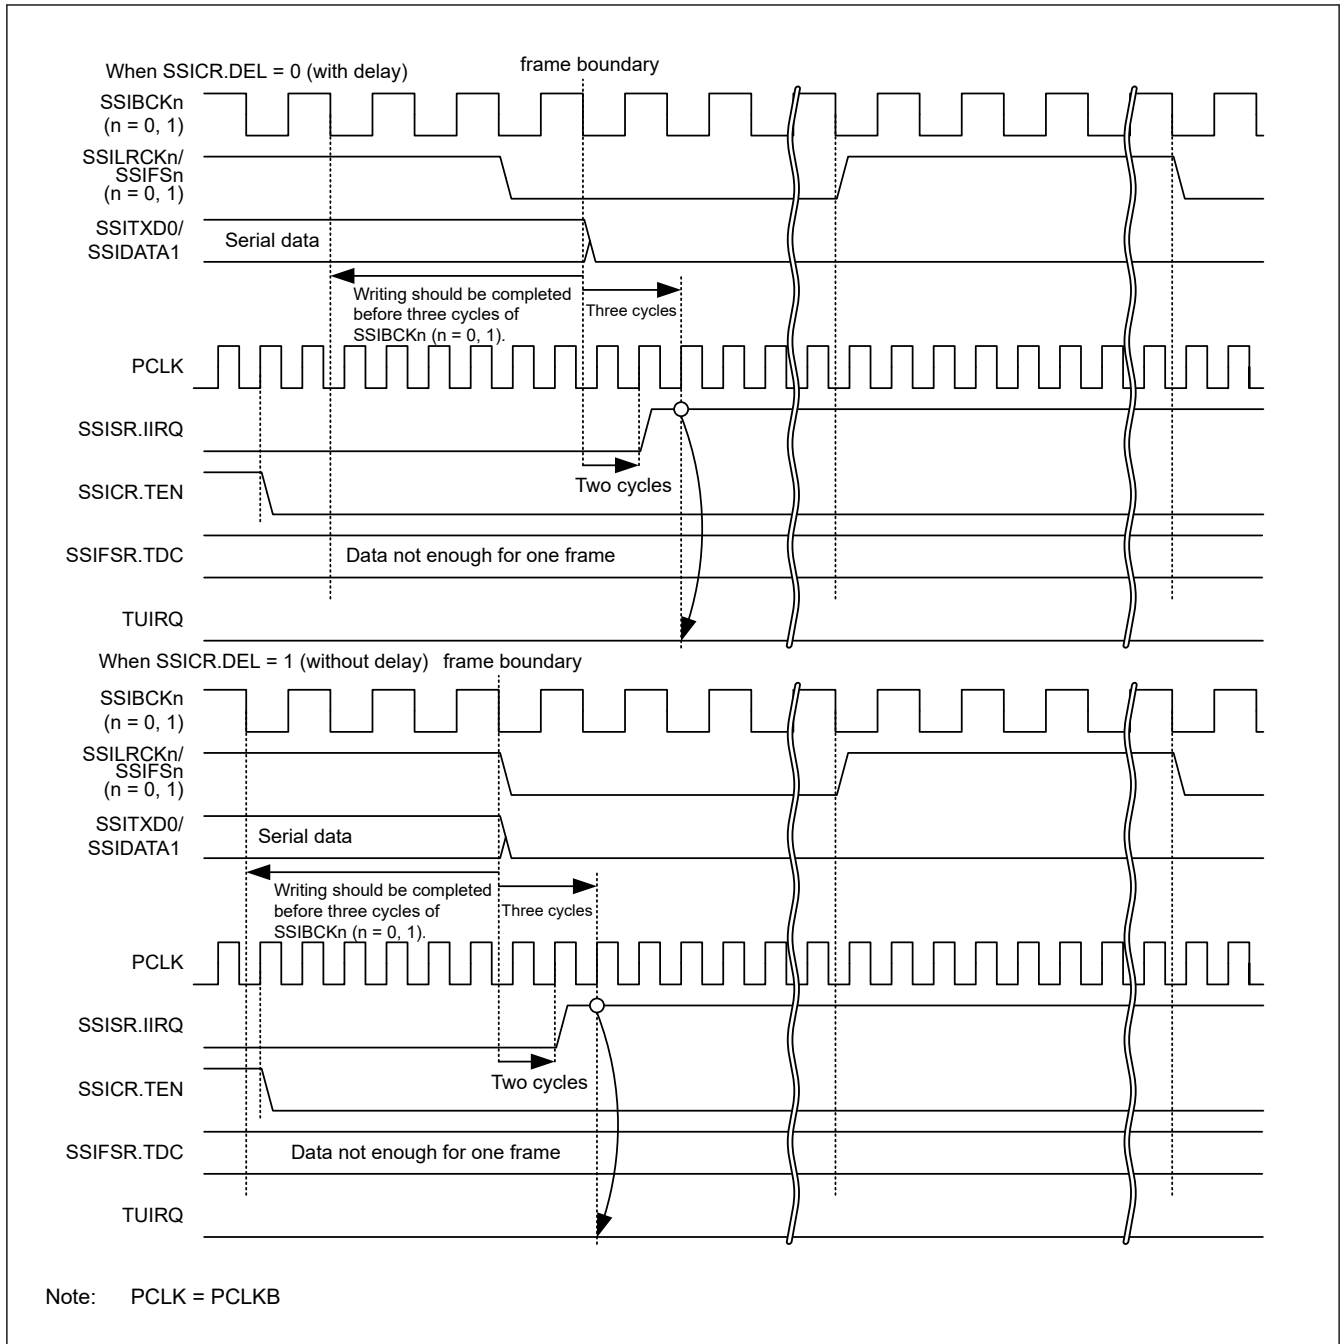 When SSICR.DEL = 0 (with delay)
frame boundary
SSIBCKn
(n = 0, 1)
SSILRCKn/
SSIFSn
(n = 0, 1)
SSITXD0/
SSIDATA1
Serial data
Writing should be completed
before three cycles of
SSIBCKn (n = 0, 1).
Three cycles
PCLK
SSISR.IIRQ
Two cycles
SSICR.TEN
SSIFSR.TDC
Data not enough for one frame
TUIRQ
When SSICR.DEL = 1 (without delay)
frame boundary
SSIBCKn
(n = 0, 1)
SSILRCKn/
SSIFSn
(n = 0, 1)
SSITXD0/
SSIDATA1
Serial data
Writing should be completed
before three cycles of
SSIBCKn (n = 0, 1).
Three cycles
PCLK
SSISR.IIRQ
Two cycles
SSICR.TEN
SSIFSR.TDC
Data not enough for one frame
TUIRQ
Note: PCLK = PCLKB